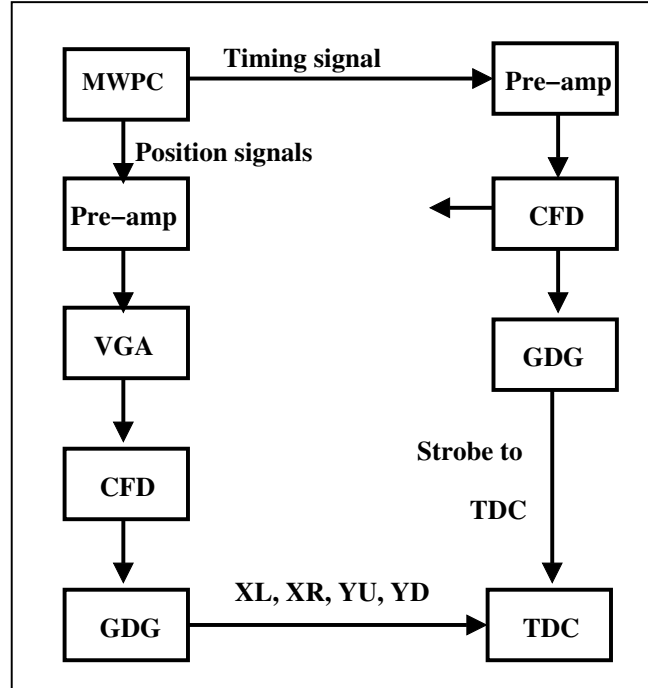 Timing signal
MWPC
Pre−amp
Position signals
Pre−amp
CFD
VGA
GDG
Strobe to
TDC
CFD
XL, XR, YU, YD
GDG
TDC